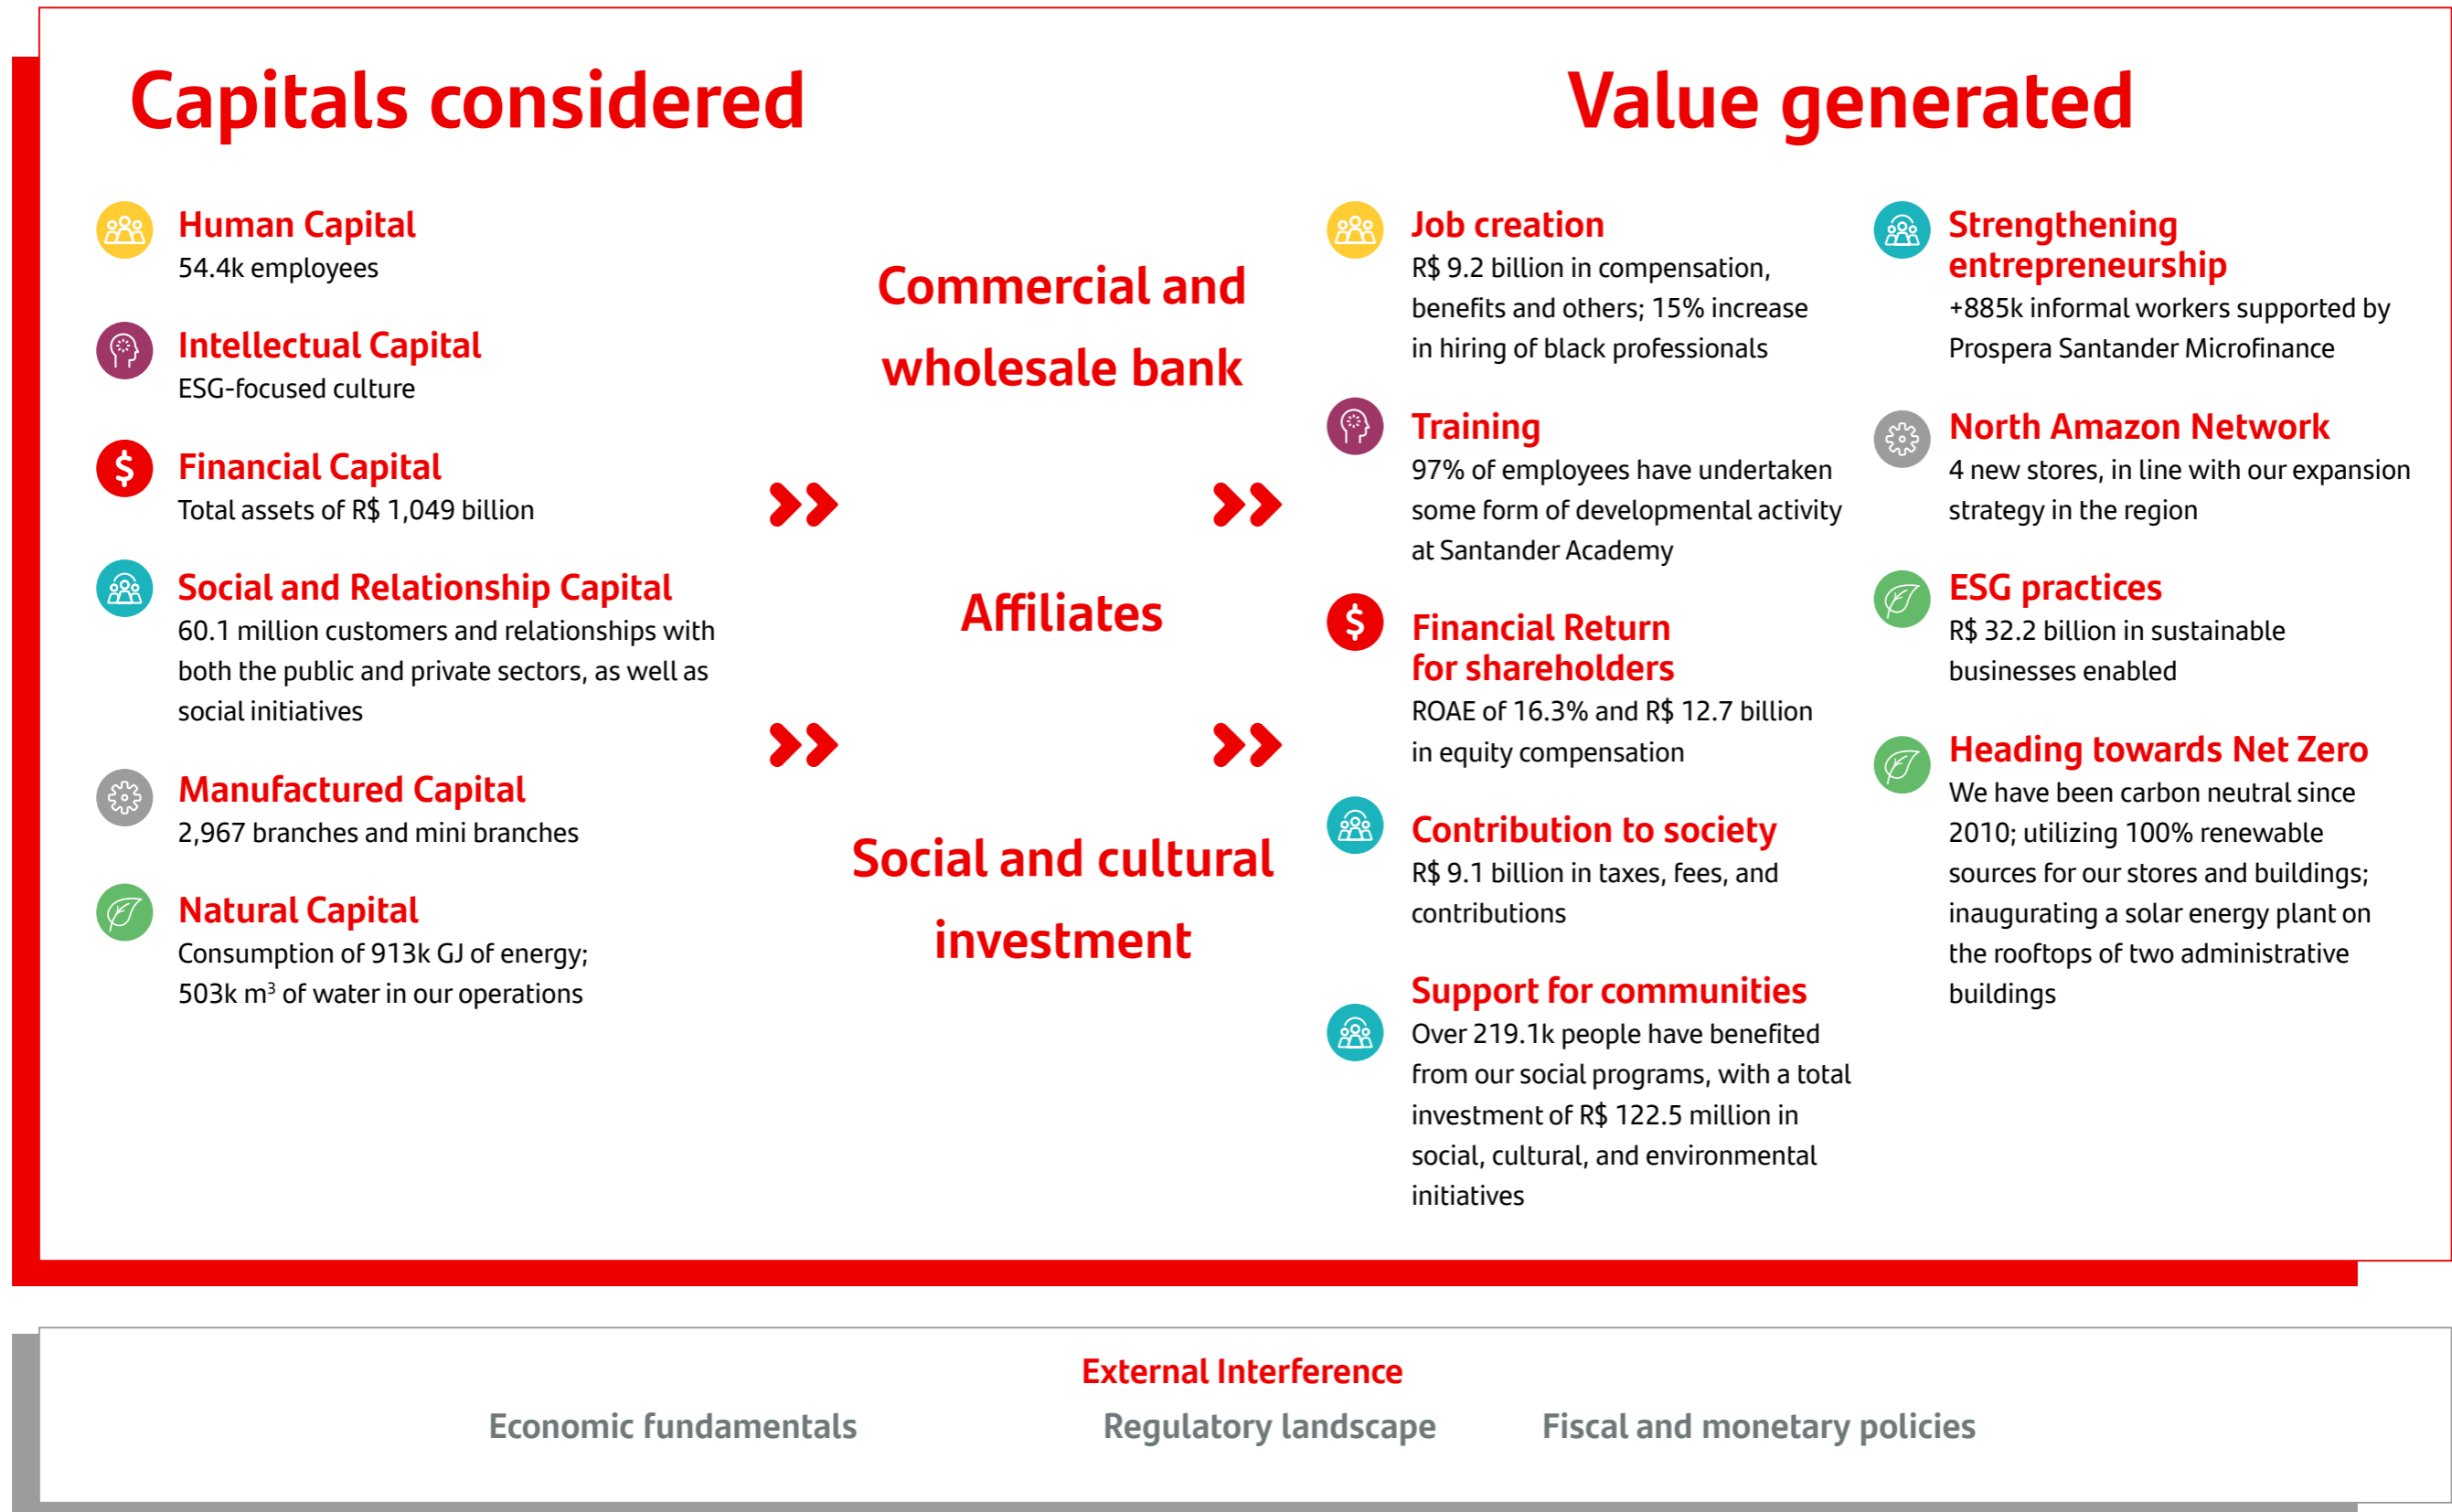 Capitals considered
Human Capital
54.4k employees
Intellectual Capital
ESG-focused culture
Financial Capital
Total assets of R$ 1,049 billion
Social and Relationship Capital
60.1 million customers and relationships with
both the public and private sectors, as well as
social initiatives
Manufactured Capital
2,967 branches and mini branches
Natural Capital
Consumption of 913k GJ of energy;
503k m³ of water in our operations
Commercial and
wholesale bank
Affiliates
Social and cultural
investment
Value generated
Job creation
R$ 9.2 billion in compensation,
benefits and others; 15% increase
in hiring of black professionals
Training
97% of employees have undertaken
some form of developmental activity
at Santander Academy
Financial Return
for shareholders
ROAE of 16.3% and R$ 12.7 billion
in equity compensation
Contribution to society
R$ 9.1 billion in taxes, fees, and
contributions
Support for communities
Over 219.1k people have benefited
from our social programs, with a total
investment of R$ 122.5 million in
social, cultural, and environmental
initiatives
Strengthening
entrepreneurship
+885k informal workers supported by
Prospera Santander Microfinance
North Amazon Network
4 new stores, in line with our expansion
strategy in the region
ESG practices
R$ 32.2 billion in sustainable
businesses enabled
Heading towards Net Zero
We have been carbon neutral since
2010; utilizing 100% renewable
sources for our stores and buildings;
inaugurating a solar energy plant on
the rooftops of two administrative
buildings
External Interference
Economic fundamentals
Regulatory landscape
Fiscal and monetary policies